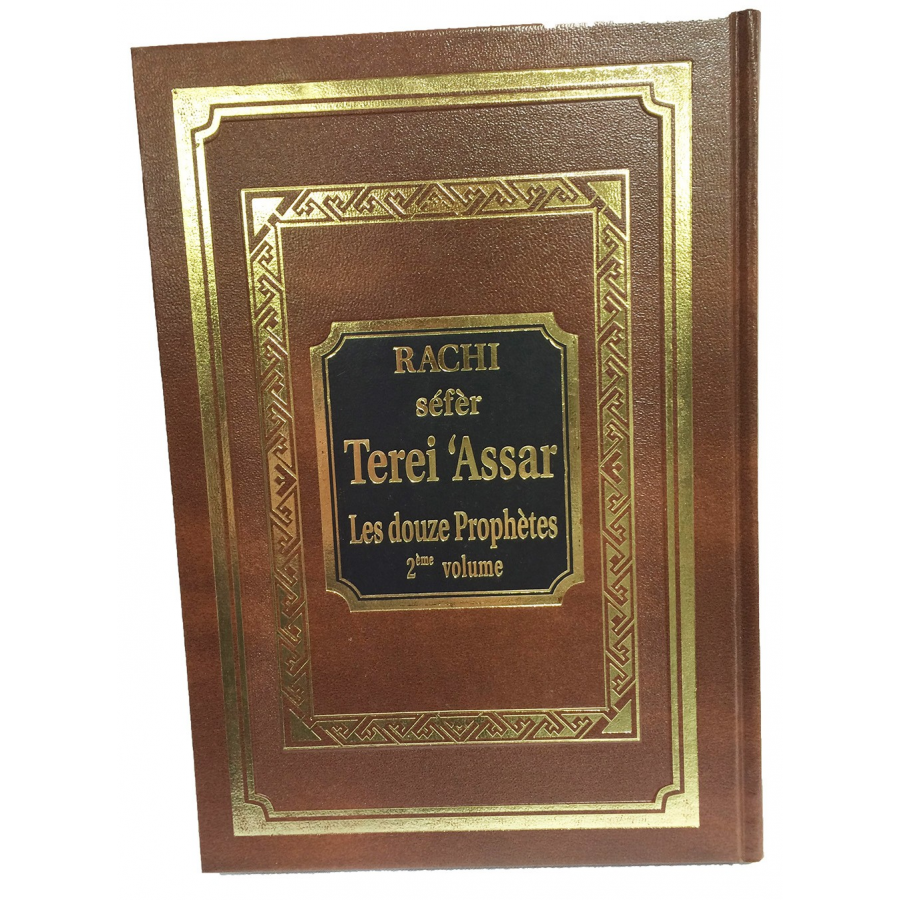 RACHI
séfèr
Terei ‘Assar
Les douze Prophètes
2ème volume